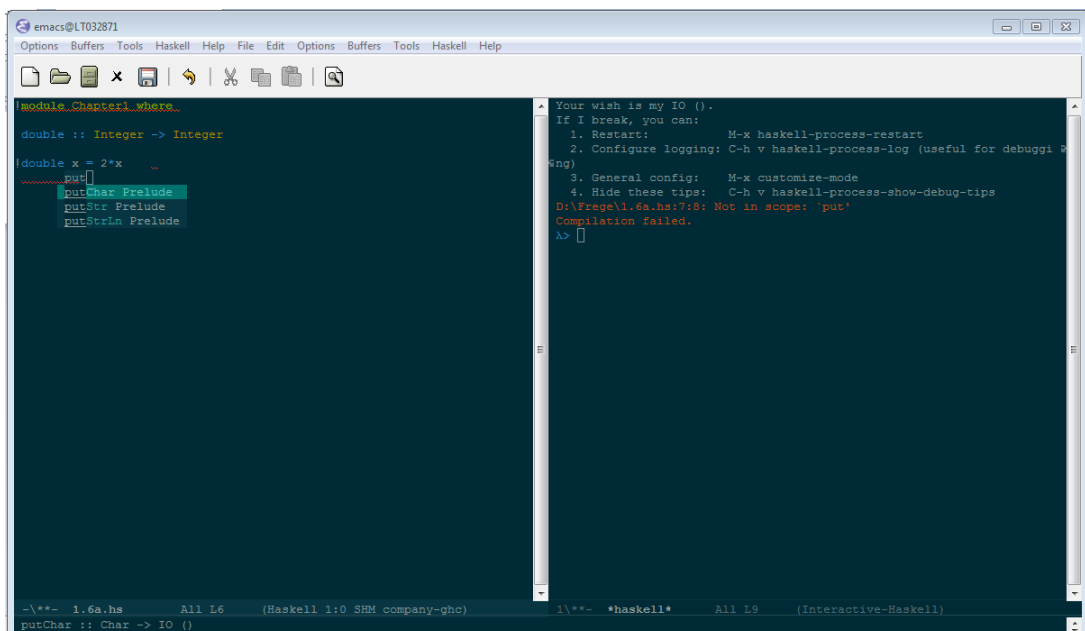 emacs@LT032871
Options Buffers Tools Haskell Help File Edit Options Buffers Tools Haskell Help
!module Chapter1 where
double :: Integer -> Integer
!double x = 2*x
put
putChar Prelude
putStr Prelude
putStrLn Prelude
-\**- 1.6a.hs All L6 (Haskell 1:0 SHM company-ghc)
Your wish is my IO ().
If I break, you can:
1. Restart: M-x haskell-process-restart
2. Configure logging: C-h v haskell-process-log (useful for debuggi
ng)
3. General config: M-x customize-mode
4. Hide these tips: C-h v haskell-process-show-debug-tips
D:\Frege\1.6a.hs:7:8: Not in scope: `put'
Compilation failed.
λ>
1\**- *haskell* All L9 (Interactive-Haskell)
putChar :: Char -> IO ()